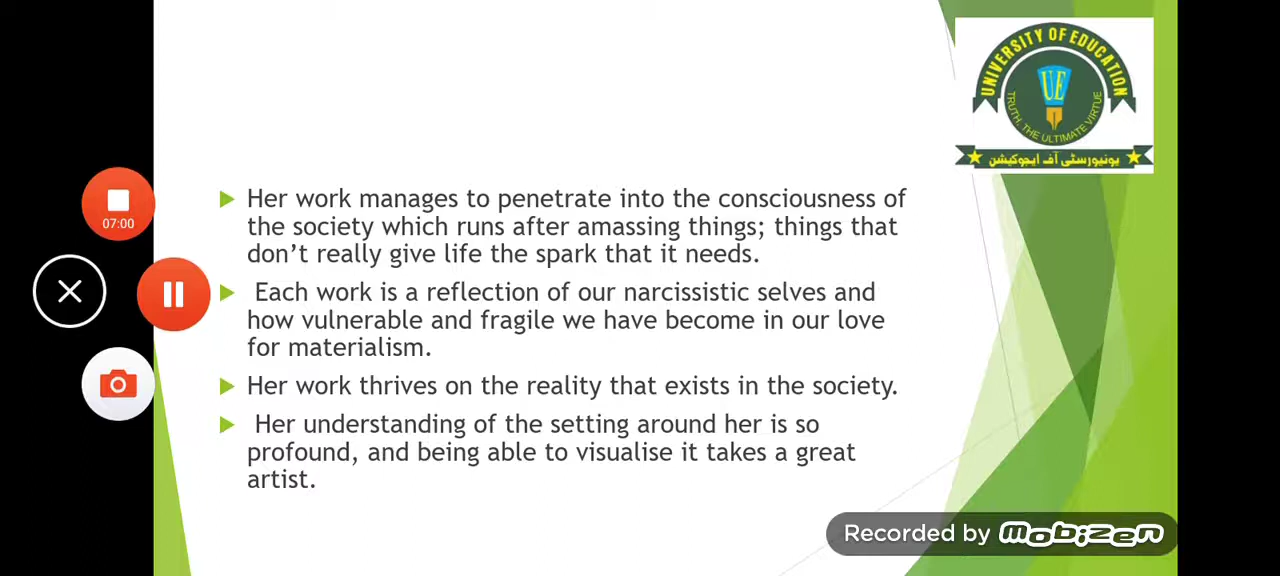 UNIVERSITY OF EDUCATION
UE
TRUTH, THE ULTIMATE VIRTUE
یونیورسٹی آف ایجوکیشن
Her work manages to penetrate into the consciousness of
the society which runs after amassing things; things that
don’t really give life the spark that it needs.
Each work is a reflection of our narcissistic selves and
how vulnerable and fragile we have become in our love
for materialism.
Her work thrives on the reality that exists in the society.
Her understanding of the setting around her is so
profound, and being able to visualise it takes a great
artist.
07:00
Recorded by mobizen